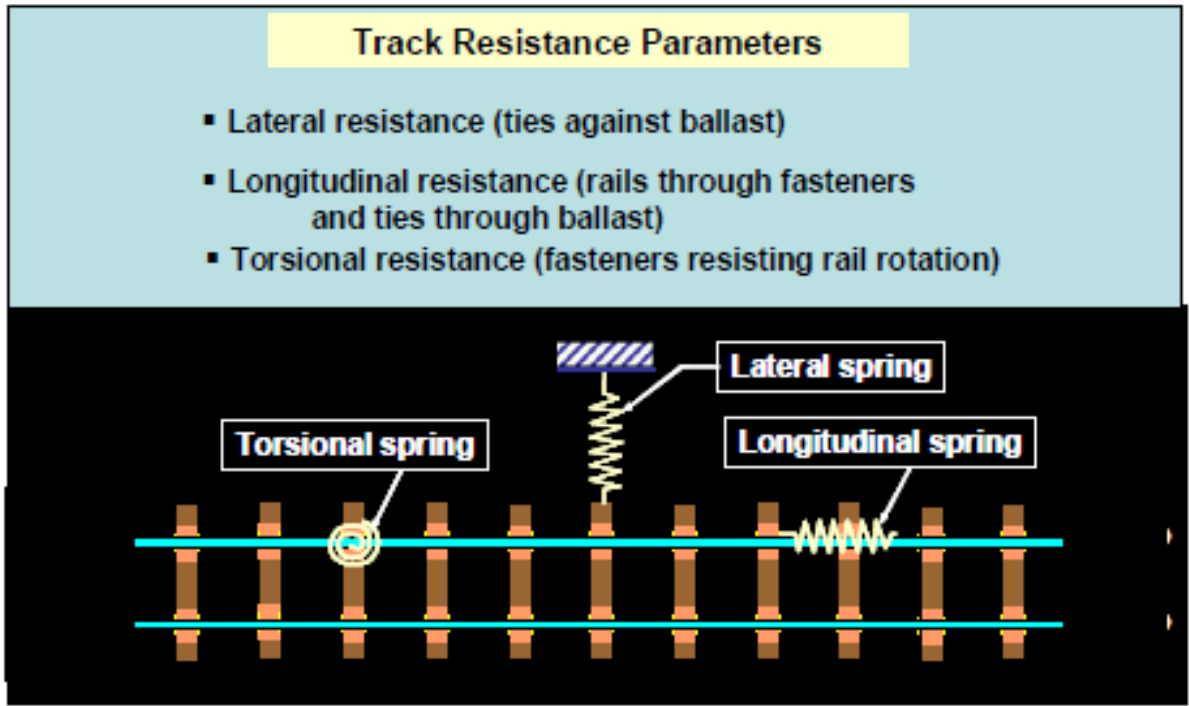 Track Resistance Parameters
▪ Lateral resistance (ties against ballast)
▪ Longitudinal resistance (rails through fasteners
and ties through ballast)
▪ Torsional resistance (fasteners resisting rail rotation)
Lateral spring
Torsional spring
Longitudinal spring